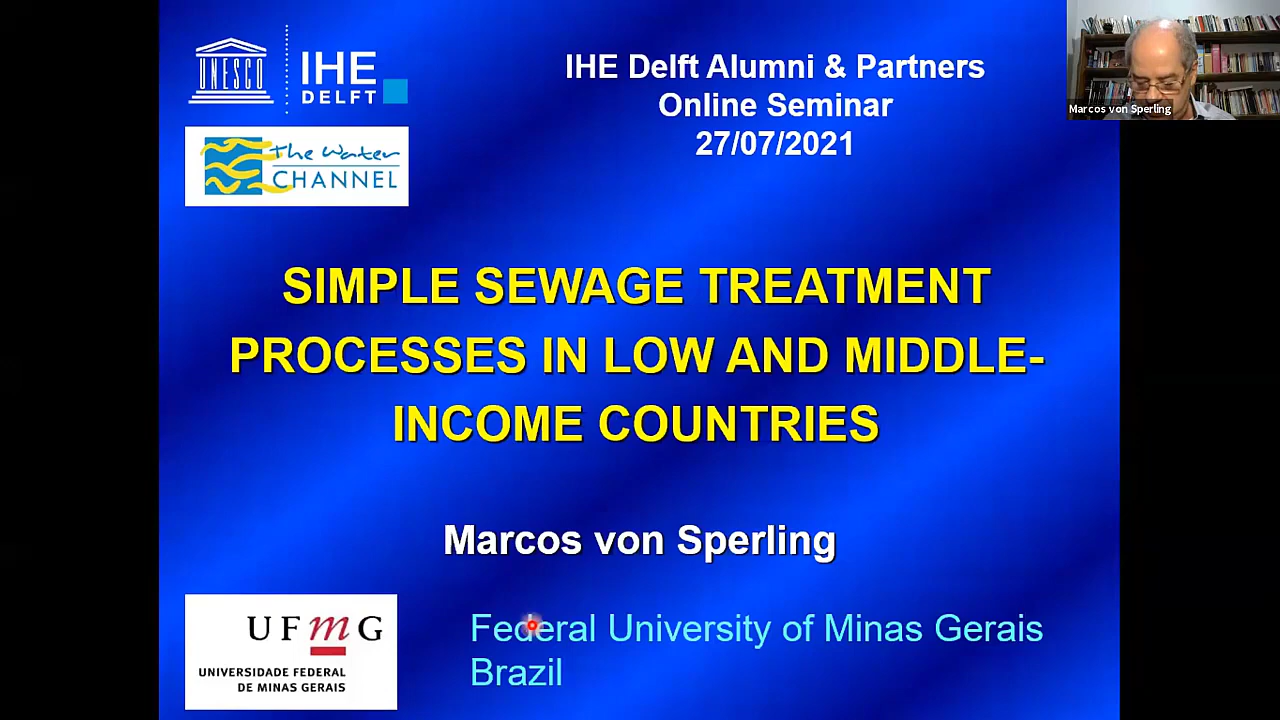 UNESCO
IHE
DELFT
The Water
CHANNEL
IHE Delft Alumni & Partners
Online Seminar
27/07/2021
Marcos von Sperling
SIMPLE SEWAGE TREATMENT
PROCESSES IN LOW AND MIDDLE-
INCOME COUNTRIES
Marcos von Sperling
UFmG
UNIVERSIDADE FEDERAL
DE MINAS GERAIS
Federal University of Minas Gerais
Brazil